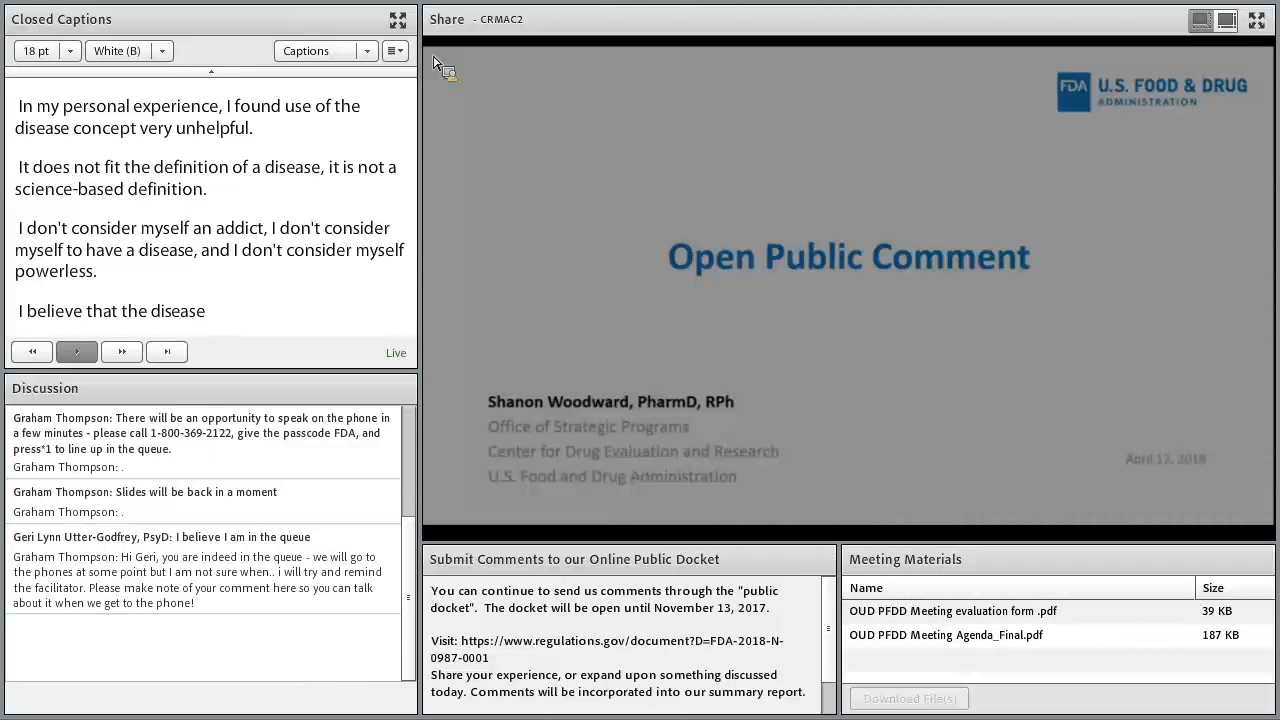 Closed Captions
18 pt
White (B)
Captions
In my personal experience, I found use of the
disease concept very unhelpful.
It does not fit the definition of a disease, it is not a
science-based definition.
I don't consider myself an addict, I don't consider
myself to have a disease, and I don't consider myself
powerless.
I believe that the disease
Live
Discussion
Graham Thompson: There will be an opportunity to speak on the phone in
a few minutes - please call 1-800-369-2122, give the passcode FDA, and
press*1 to line up in the queue.
Graham Thompson: .
Graham Thompson: Slides will be back in a moment
Graham Thompson: .
Geri Lynn Utter-Godfrey, PsyD: I believe I am in the queue
Graham Thompson: Hi Geri, you are indeed in the queue - we will go to
the phones at some point but I am not sure when.. i will try and remind
the facilitator. Please make note of your comment here so you can talk
about it when we get to the phone!
Share - CRMAC2
FDA U.S. FOOD & DRUG
ADMINISTRATION
Open Public Comment
Shanon Woodward, PharmD, RPh
Office of Strategic Programs
Center for Drug Evaluation and Research
U.S. Food and Drug Administration
April 17, 2018
Submit Comments to our Online Public Docket
You can continue to send us comments through the "public
docket". The docket will be open until November 13, 2017.
Visit: https://www.regulations.gov/document?D=FDA-2018-N-
0987-0001
Share your experience, or expand upon something discussed
today. Comments will be incorporated into our summary report.
Meeting Materials
Name Size
OUD PFDD Meeting evaluation form .pdf 39 KB
OUD PFDD Meeting Agenda_Final.pdf 187 KB
Download File(s)